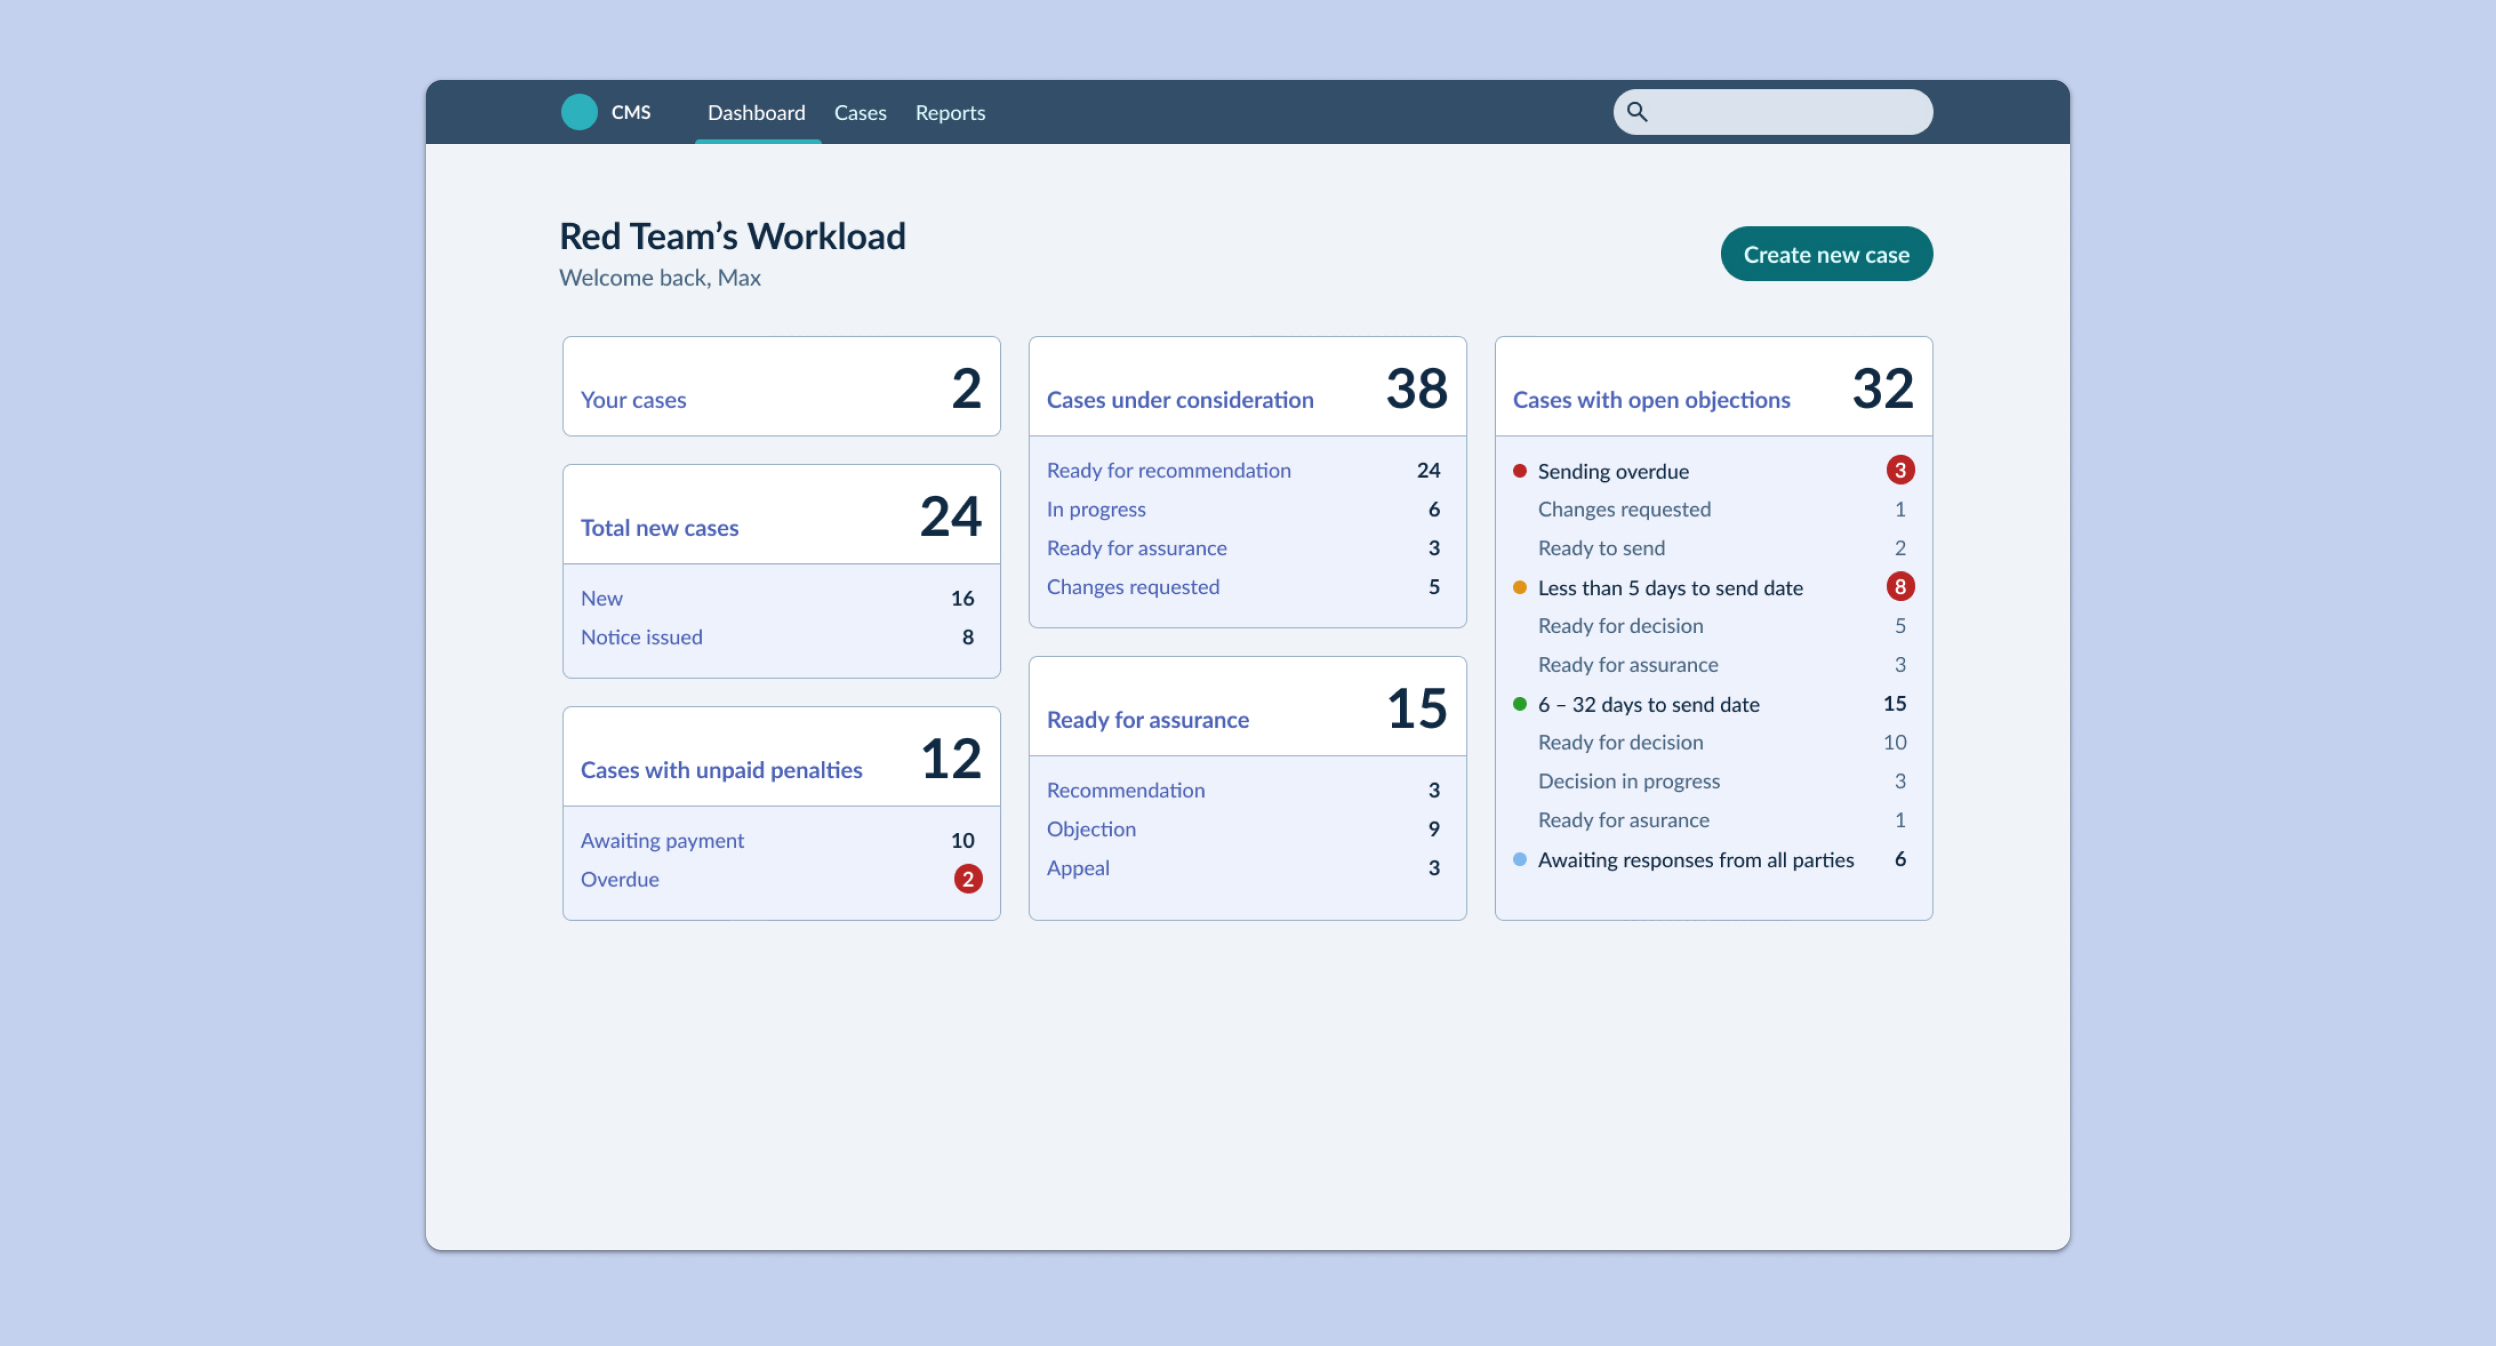 CMS Dashboard Cases Reports
Red Team’s Workload
Welcome back, Max
Create new case
Your cases 2
Total new cases 24
New 16
Notice issued 8
Cases with unpaid penalties 12
Awaiting payment 10
Overdue 2
Cases under consideration 38
Ready for recommendation 24
In progress 6
Ready for assurance 3
Changes requested 5
Ready for assurance 15
Recommendation 3
Objection 9
Appeal 3
Cases with open objections 32
Sending overdue 3
Changes requested 1
Ready to send 2
Less than 5 days to send date 8
Ready for decision 5
Ready for assurance 3
6 – 32 days to send date 15
Ready for decision 10
Decision in progress 3
Ready for asurance 1
Awaiting responses from all parties 6